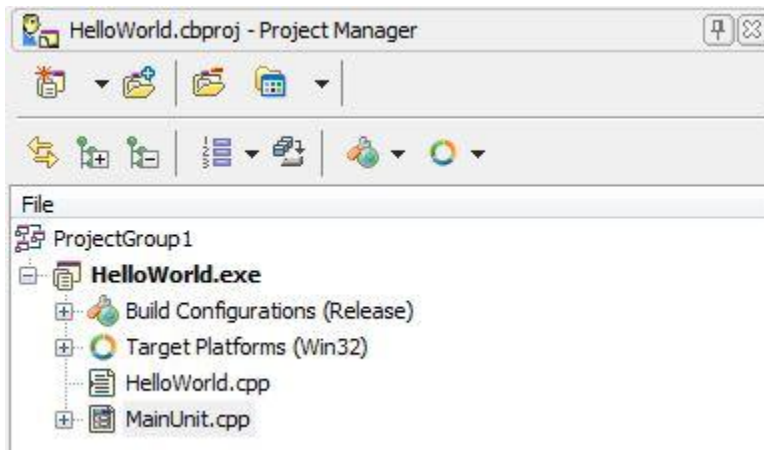 HelloWorld.cbproj - Project Manager
File
ProjectGroup1
HelloWorld.exe
Build Configurations (Release)
Target Platforms (Win32)
HelloWorld.cpp
MainUnit.cpp